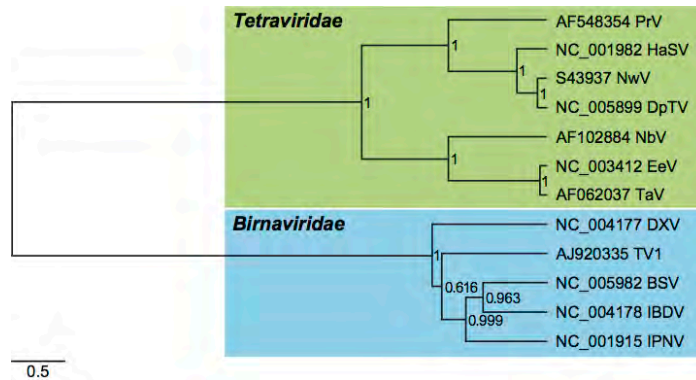 Tetraviridae
AF548354 PrV
1
NC_001982 HaSV
1
S43937 NwV
1
NC_005899 DpTV
1
AF102884 NbV
1
NC_003412 EeV
1
AF062037 TaV
Birnaviridae
NC_004177 DXV
1
AJ920335 TV1
0.616
NC_005982 BSV
0.963
NC_004178 IBDV
0.999
NC_001915 IPNV
0.5